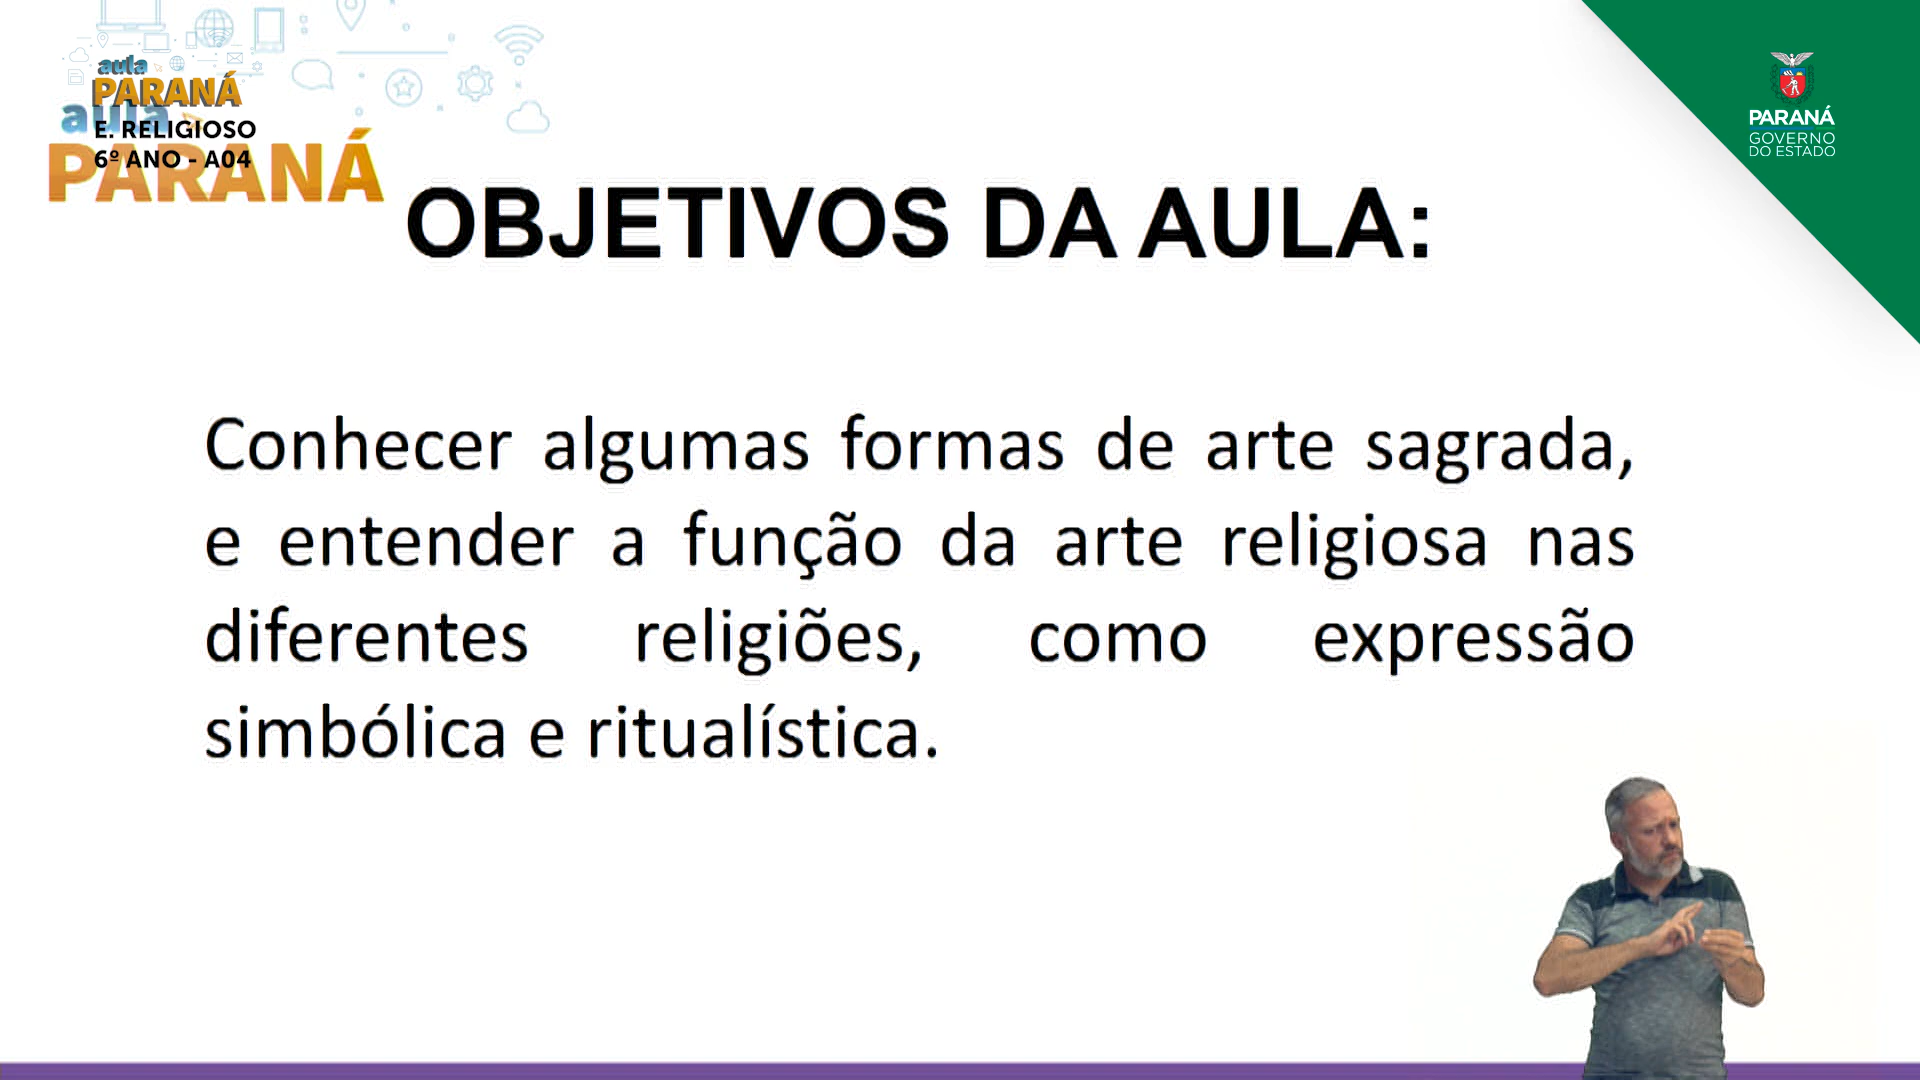 aula
PARANÁ
E. RELIGIOSO
6º ANO - A04
aula
PARANÁ
PARANÁ
GOVERNO
DO ESTADO
OBJETIVOS DA AULA:
Conhecer algumas formas de arte sagrada,
e entender a função da arte religiosa nas
diferentes religiões, como expressão
simbólica e ritualística.